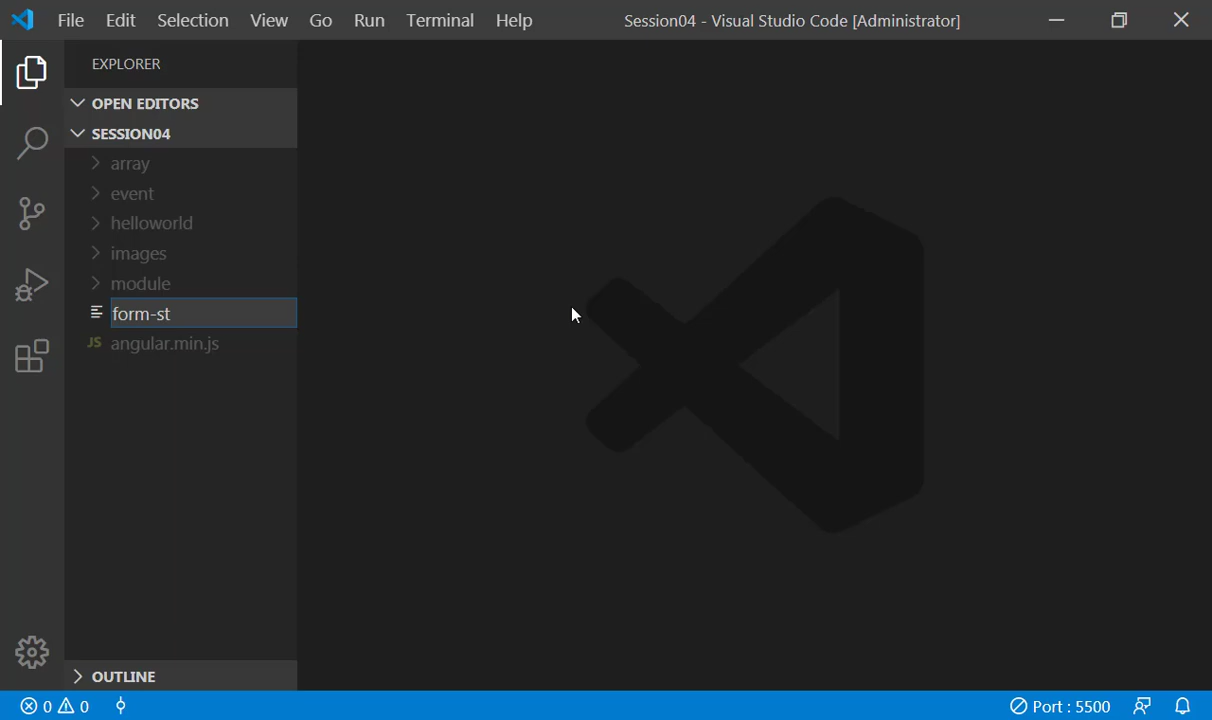 File Edit Selection View Go Run Terminal Help Session04 - Visual Studio Code [Administrator]
EXPLORER
OPEN EDITORS
SESSION04
array
event
helloworld
images
module
form-st
JS angular.min.js
OUTLINE
0 0 Port : 5500